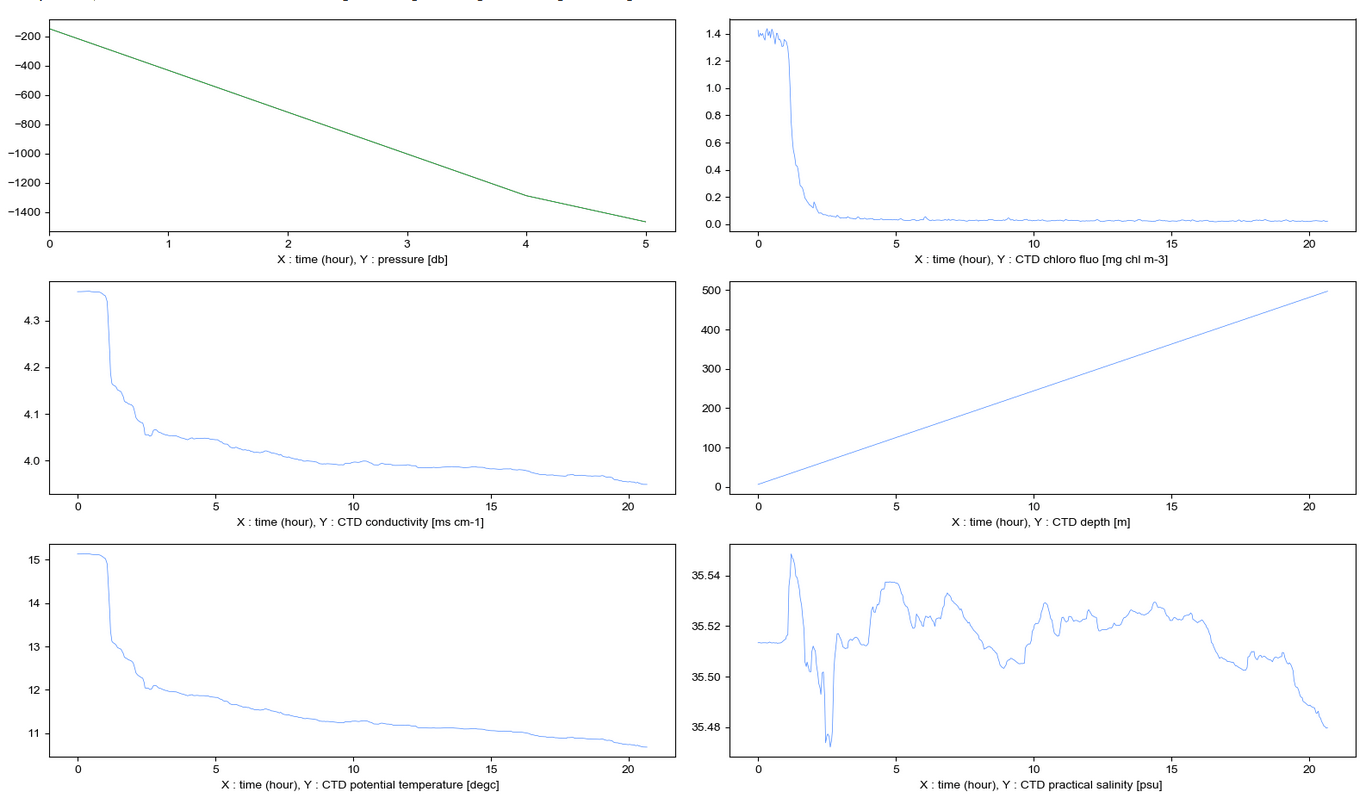 −200
−400
−600
−800
−1000
−1200
−1400
0 1 2 3 4 5
X : time (hour), Y : pressure [db]
1.4
1.2
1.0
0.8
0.6
0.4
0.2
0.0
0 5 10 15 20
X : time (hour), Y : CTD chloro fluo [mg chl m-3]
4.3
4.2
4.1
4.0
0 5 10 15 20
X : time (hour), Y : CTD conductivity [ms cm-1]
500
400
300
200
100
0
0 5 10 15 20
X : time (hour), Y : CTD depth [m]
15
14
13
12
11
0 5 10 15 20
X : time (hour), Y : CTD potential temperature [degc]
35.54
35.52
35.50
35.48
0 5 10 15 20
X : time (hour), Y : CTD practical salinity [psu]